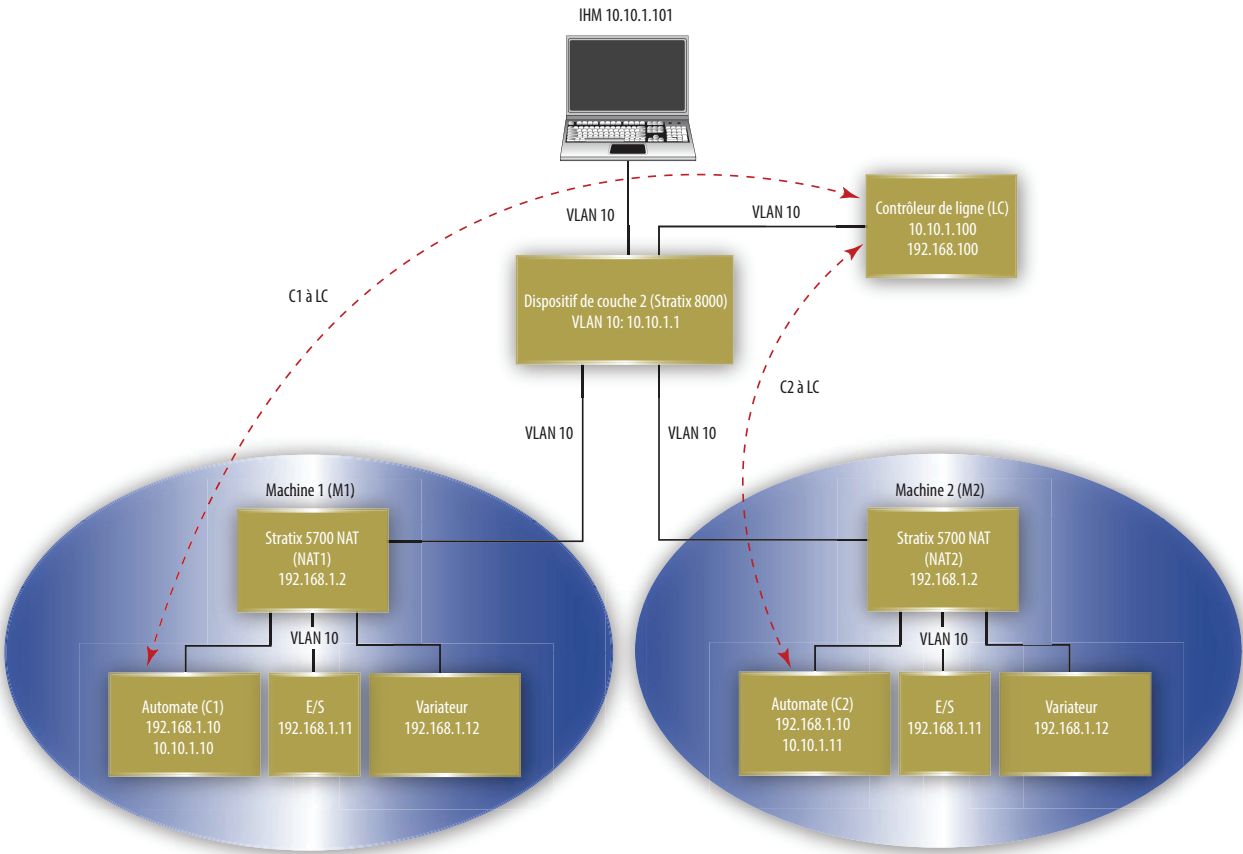 IHM 10.10.1.101
VLAN 10
VLAN 10
Contrôleur de ligne (LC)
10.10.1.100
192.168.100
C1 à LC
Dispositif de couche 2 (Stratix 8000)
VLAN 10: 10.10.1.1
C2 à LC
VLAN 10
VLAN 10
Machine 1 (M1)
Stratix 5700 NAT
(NAT1)
192.168.1.2
VLAN 10
Automate (C1)
192.168.1.10
10.10.1.10
E/S
192.168.1.11
Variateur
192.168.1.12
Machine 2 (M2)
Stratix 5700 NAT
(NAT2)
192.168.1.2
VLAN 10
Automate (C2)
192.168.1.10
10.10.1.11
E/S
192.168.1.11
Variateur
192.168.1.12